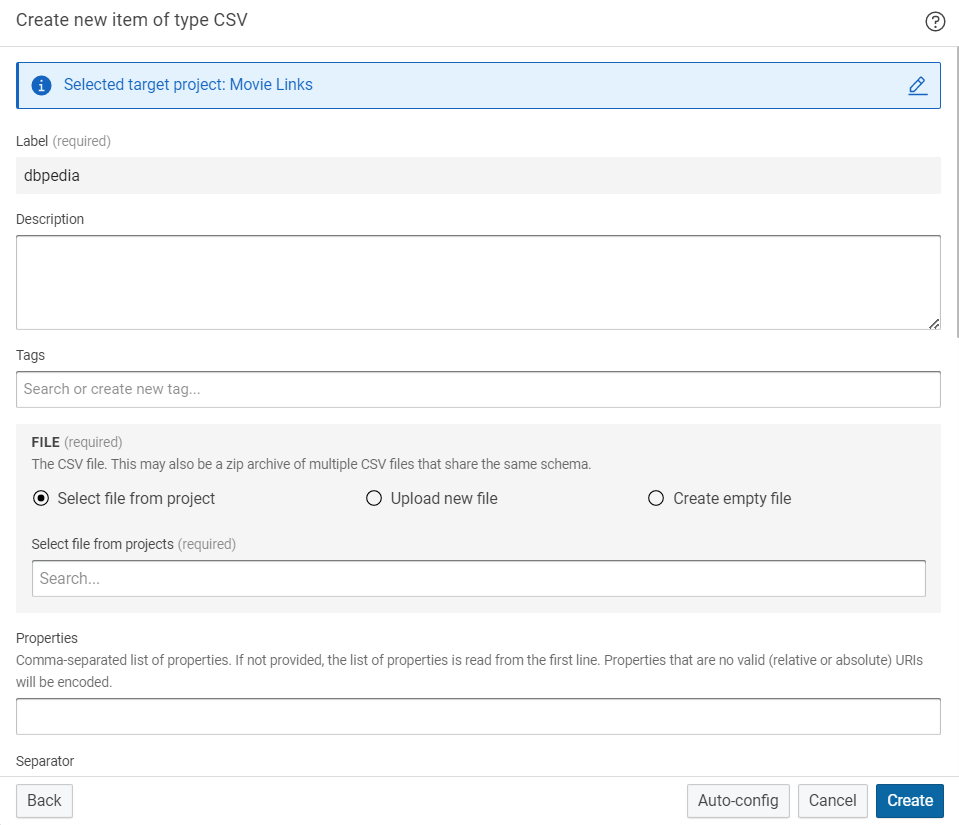 Create new item of type CSV
Selected target project: Movie Links
Label (required)
dbpedia
Description
Tags
Search or create new tag...
FILE (required)
The CSV file. This may also be a zip archive of multiple CSV files that share the same schema.
Select file from project
Upload new file
Create empty file
Select file from projects (required)
Search...
Properties
Comma-separated list of properties. If not provided, the list of properties is read from the first line. Properties that are no valid (relative or absolute) URIs
will be encoded.
Separator
Back
Auto-config
Cancel
Create